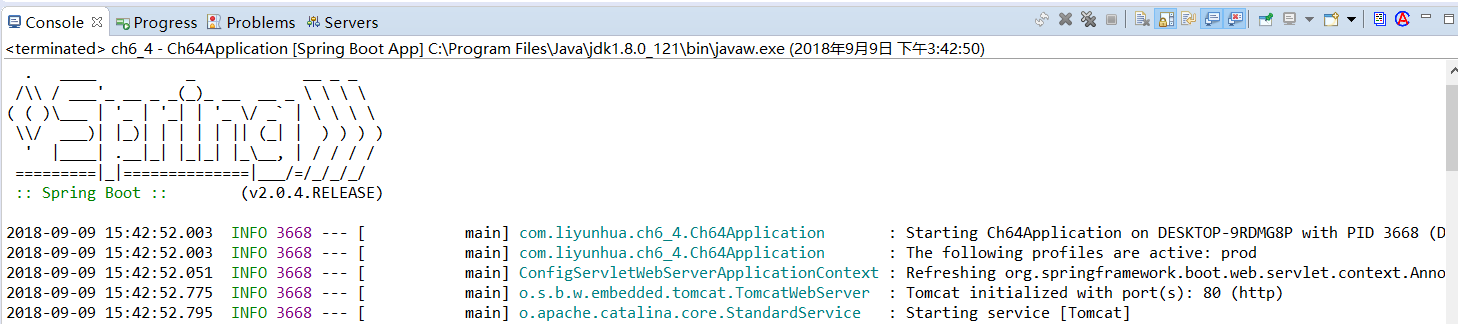 Console Progress Problems Servers
<terminated> ch6_4 - Ch64Application [Spring Boot App] C:\Program Files\Java\jdk1.8.0_121\bin\javaw.exe (2018年9月9日 下午3:42:50)
  .   ____          _            __ _ _
 /\\ / ___'_ __ _ _(_)_ __  __ _ \ \ \ \
( ( )\___ | '_ | '_| | '_ \/ _` | \ \ \ \
 \\/  ___)| |_)| | | | | || (_| |  ) ) ) )
  '  |____| .__|_| |_|_| |_\__, | / / / /
 =========|_|==============|___/=/_/_/_/
 :: Spring Boot ::        (v2.0.4.RELEASE)
2018-09-09 15:42:52.003  INFO 3668 --- [           main] com.liyunhua.ch6_4.Ch64Application       : Starting Ch64Application on DESKTOP-9RDMG8P with PID 3668 (D
2018-09-09 15:42:52.003  INFO 3668 --- [           main] com.liyunhua.ch6_4.Ch64Application       : The following profiles are active: prod
2018-09-09 15:42:52.051  INFO 3668 --- [           main] ConfigServletWebServerApplicationContext : Refreshing org.springframework.boot.web.servlet.context.Anno
2018-09-09 15:42:52.775  INFO 3668 --- [           main] o.s.b.w.embedded.tomcat.TomcatWebServer  : Tomcat initialized with port(s): 80 (http)
2018-09-09 15:42:52.795  INFO 3668 --- [           main] o.apache.catalina.core.StandardService   : Starting service [Tomcat]